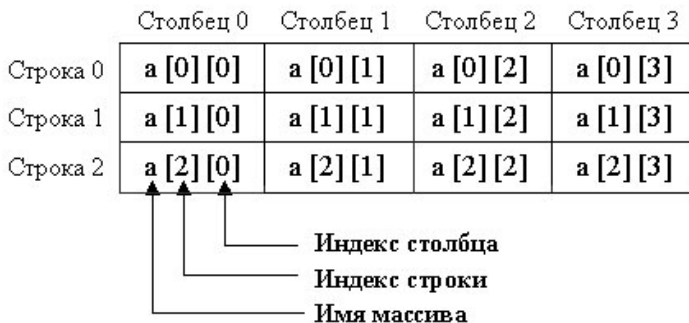 Столбец 0 Столбец 1 Столбец 2 Столбец 3
Строка 0 a [0][0] a [0][1] a [0][2] a [0][3]
Строка 1 a [1][0] a [1][1] a [1][2] a [1][3]
Строка 2 a [2][0] a [2][1] a [2][2] a [2][3]
Индекс столбца
Индекс строки
Имя массива